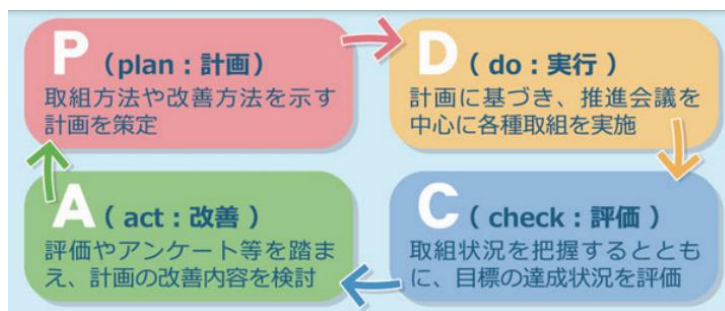 P（plan：計画）
取組方法や改善方法を示す
計画を策定
D（do：実行）
計画に基づき、推進会議を
中心に各種取組を実施
C（check：評価）
取組状況を把握するととも
に、目標の達成状況を評価
A（act：改善）
評価やアンケート等を踏ま
え、計画の改善内容を検討